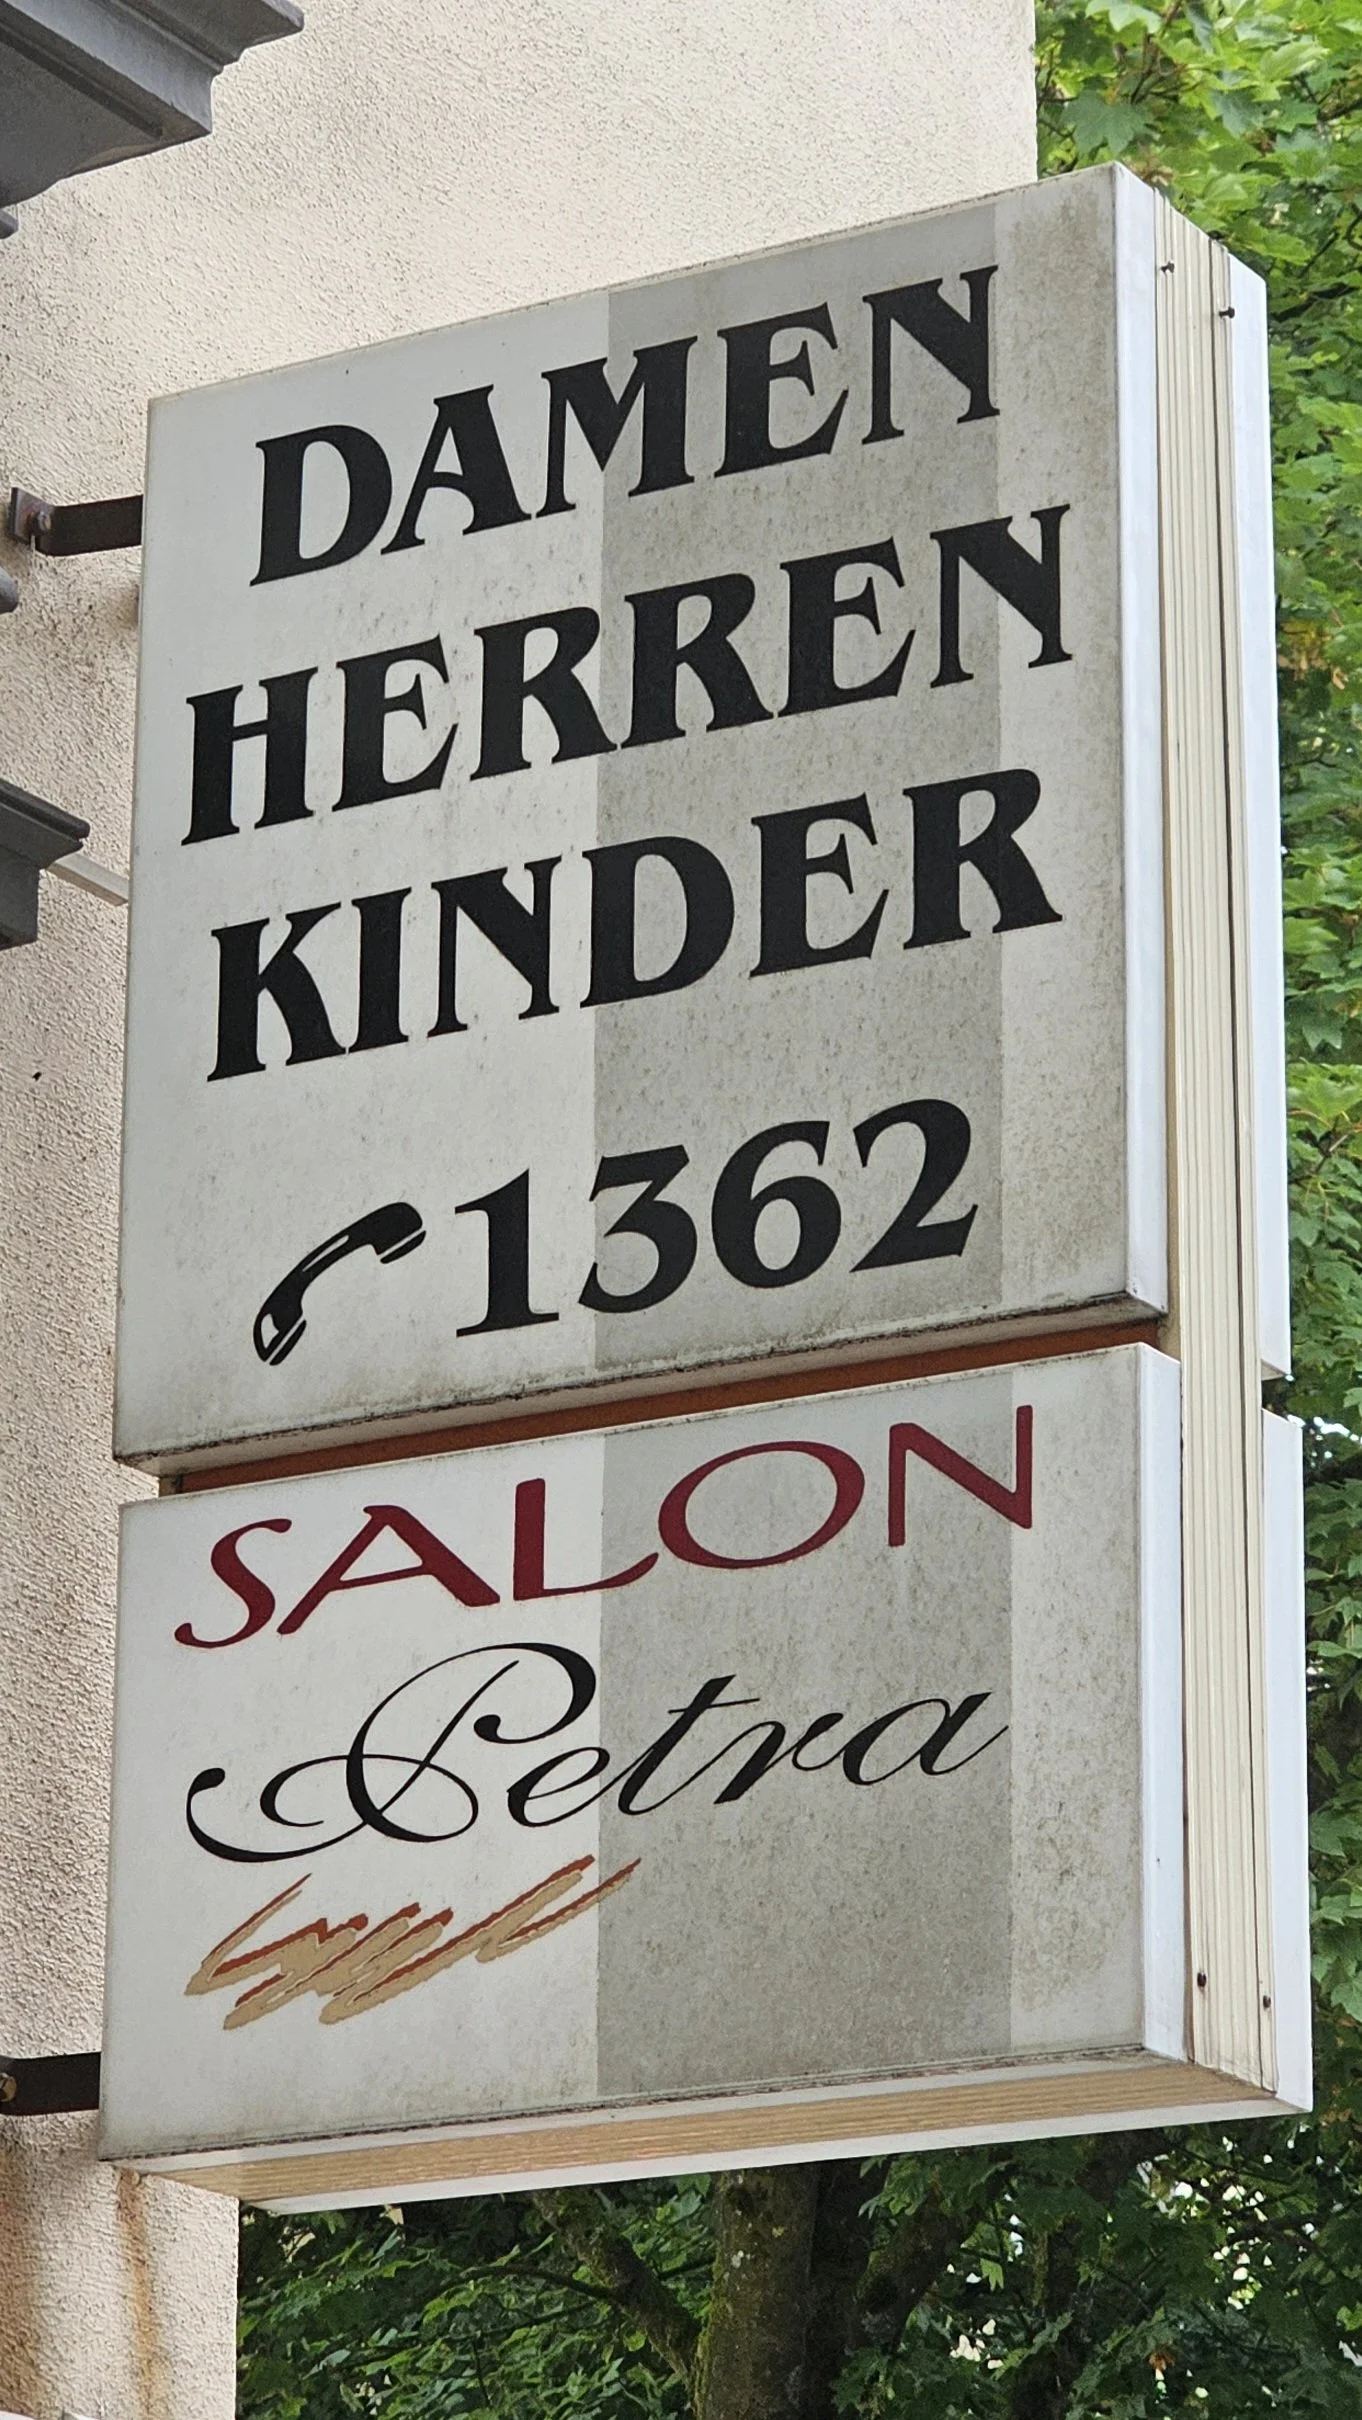 DAMEN
HERREN
KINDER
1362
SALON
Petra